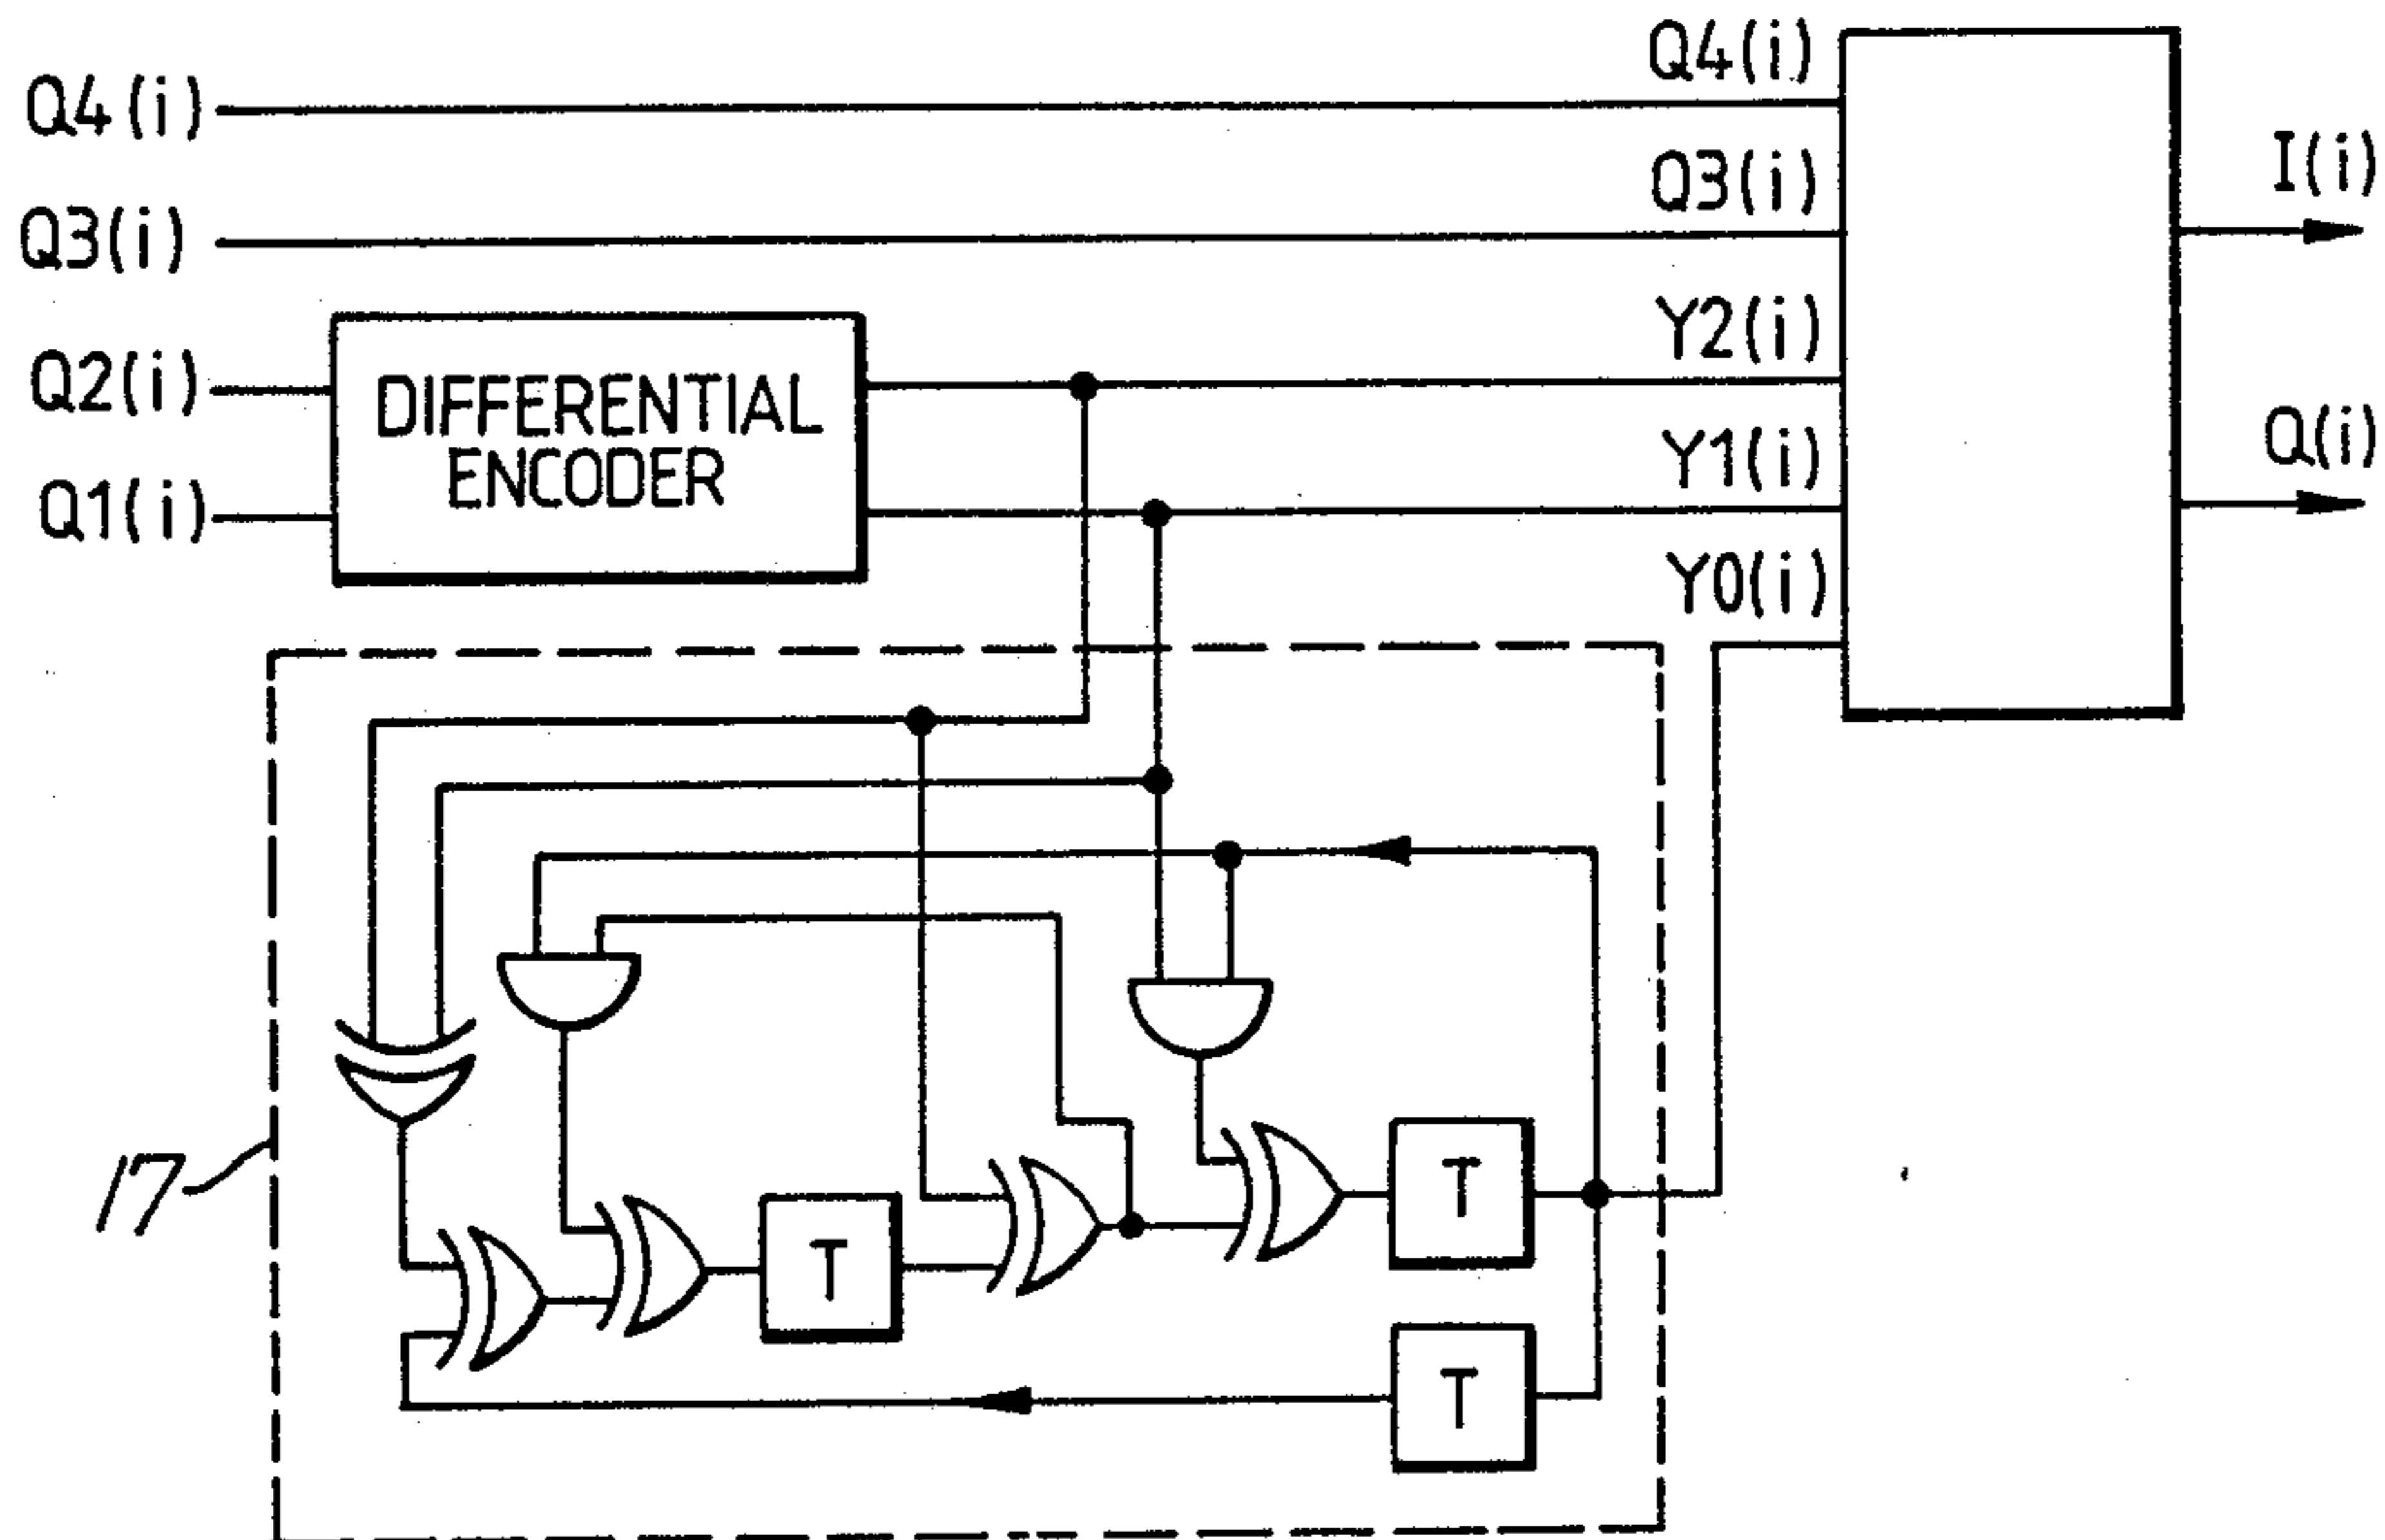 Q4(i)
Q4(i)
I(i)
Q3(i)
Q3(i)
Y2(i)
Q2(i)
DIFFERENTIAL
ENCODER
Y1(i)
Q(i)
Q1(i)
Y0(i)
17
T
T
T